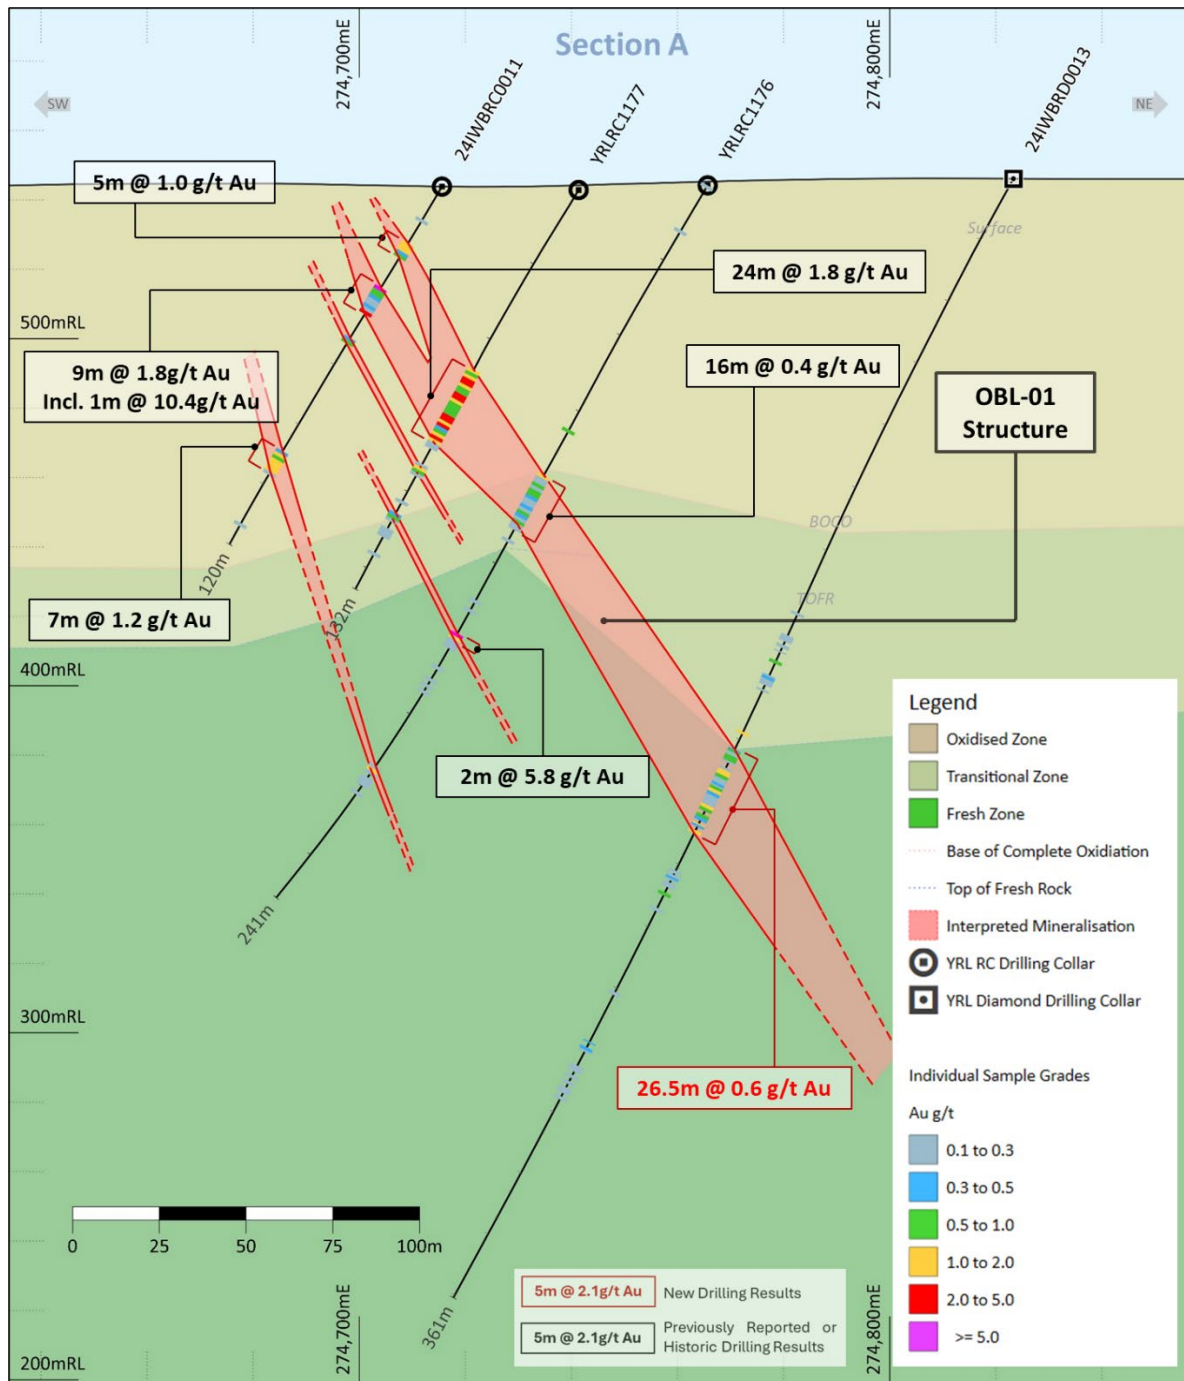 Section A
274,700mE
274,800mE
SW
NE
24IWBRC0011
YRLRC1177
YRLRC1176
24IWBRD0013
5m @ 1.0 g/t Au
Surface
24m @ 1.8 g/t Au
500mRL
9m @ 1.8g/t Au
Incl. 1m @ 10.4g/t Au
16m @ 0.4 g/t Au
OBL-01
Structure
BOCO
120m
132m
TOFR
7m @ 1.2 g/t Au
400mRL
2m @ 5.8 g/t Au
241m
300mRL
26.5m @ 0.6 g/t Au
Legend
Oxidised Zone
Transitional Zone
Fresh Zone
Base of Complete Oxidiation
Top of Fresh Rock
Interpreted Mineralisation
YRL RC Drilling Collar
YRL Diamond Drilling Collar
Individual Sample Grades
Au g/t
0.1 to 0.3
0.3 to 0.5
0.5 to 1.0
1.0 to 2.0
2.0 to 5.0
>= 5.0
0 25 50 75 100m
361m
5m @ 2.1g/t Au New Drilling Results
5m @ 2.1g/t Au Previously Reported or
Historic Drilling Results
274,700mE
274,800mE
200mRL